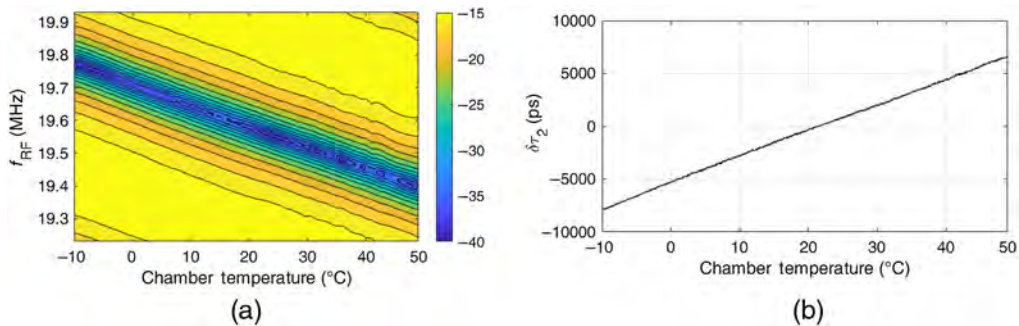 19.9
19.8
19.7
19.6
19.5
19.4
19.3
f_RF (MHz)
−10 0 10 20 30 40 50
Chamber temperature (°C)
−15
−20
−25
−30
−35
−40
(a)
10000
5000
0
−5000
−10000
δτ₂ (ps)
−10 0 10 20 30 40 50
Chamber temperature (°C)
(b)